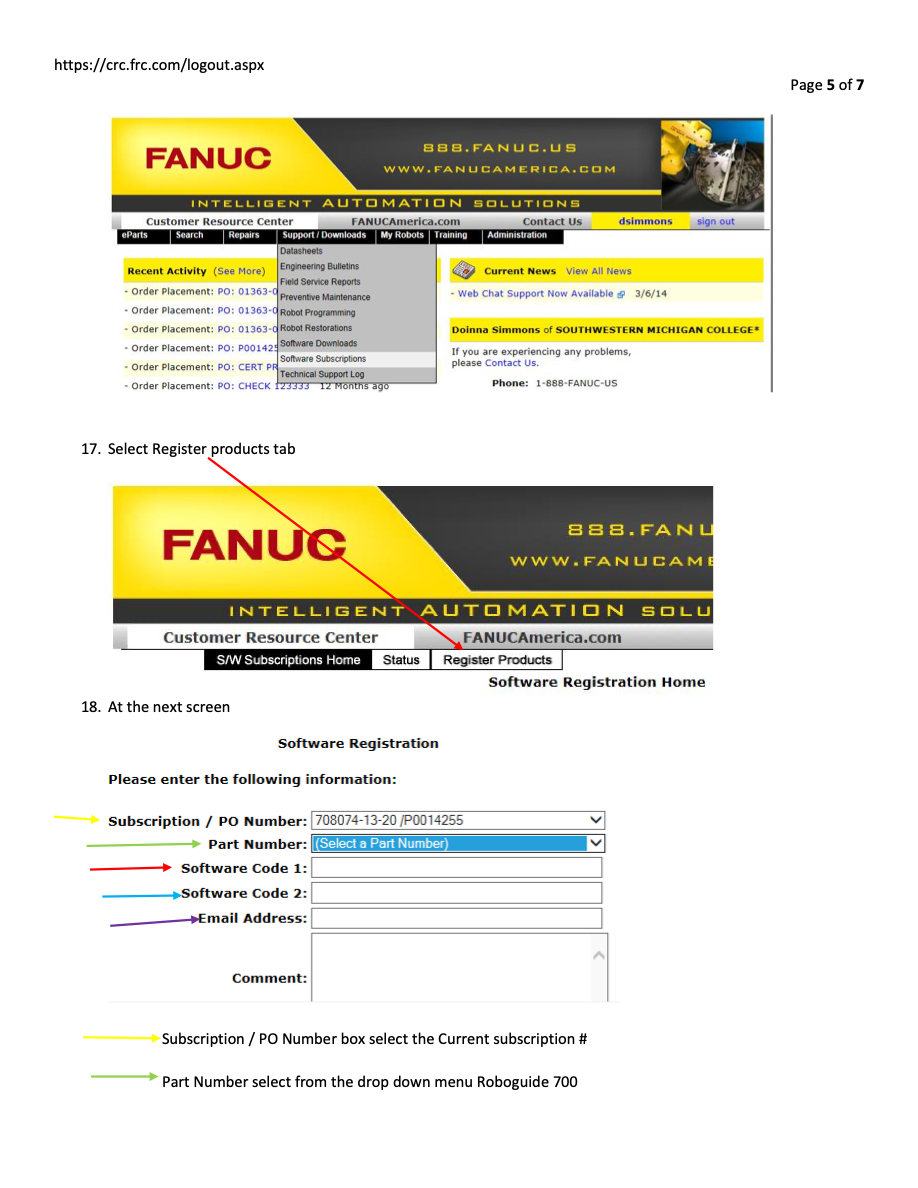 https://crc.frc.com/logout.aspx
Page 5 of 7
FANUC
888.FANUC.US
WWW.FANUCAMERICA.COM
INTELLIGENT AUTOMATION SOLUTIONS
Customer Resource Center FANUCAmerica.com Contact Us dsimmons sign out
eParts Search Repairs Support / Downloads My Robots Training Administration
Datasheets
Engineering Bulletins
Field Service Reports
Preventive Maintenance
Robot Programming
Robot Restorations
Software Downloads
Software Subscriptions
Technical Support Log
Recent Activity (See More)
- Order Placement: PO: 01363-0
- Order Placement: PO: 01363-0
- Order Placement: PO: 01363-0
- Order Placement: PO: P001425
- Order Placement: PO: CERT PR
- Order Placement: PO: CHECK 123333 12 Months ago
Current News View All News
- Web Chat Support Now Available 3/6/14
Doinna Simmons of SOUTHWESTERN MICHIGAN COLLEGE*
If you are experiencing any problems,
please Contact Us.
Phone: 1-888-FANUC-US
17. Select Register products tab
FANUC
888.FANU
WWW.FANUCAME
INTELLIGENT AUTOMATION SOLU
Customer Resource Center FANUCAmerica.com
S/W Subscriptions Home Status Register Products
Software Registration Home
18. At the next screen
Software Registration
Please enter the following information:
Subscription / PO Number: 708074-13-20 /P0014255
Part Number: (Select a Part Number)
Software Code 1:
Software Code 2:
Email Address:
Comment:
Subscription / PO Number box select the Current subscription #
Part Number select from the drop down menu Roboguide 700